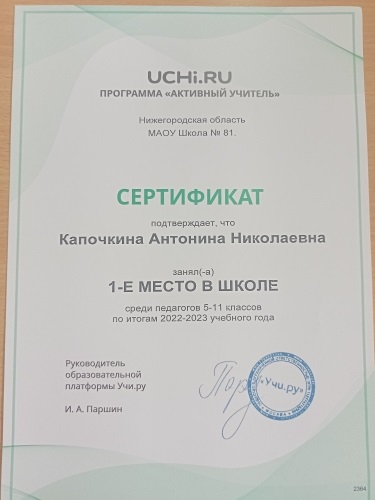 UCHi.RU
ПРОГРАММА «АКТИВНЫЙ УЧИТЕЛЬ»
Нижегородская область
МАОУ Школа № 81.
СЕРТИФИКАТ
подтверждает, что
Капочкина Антонина Николаевна
занял(-а)
1-Е МЕСТО В ШКОЛЕ
среди педагогов 5-11 классов
по итогам 2022-2023 учебного года
Руководитель
образовательной
платформы Учи.ру
И. А. Паршин
«Учи.ру»
2364